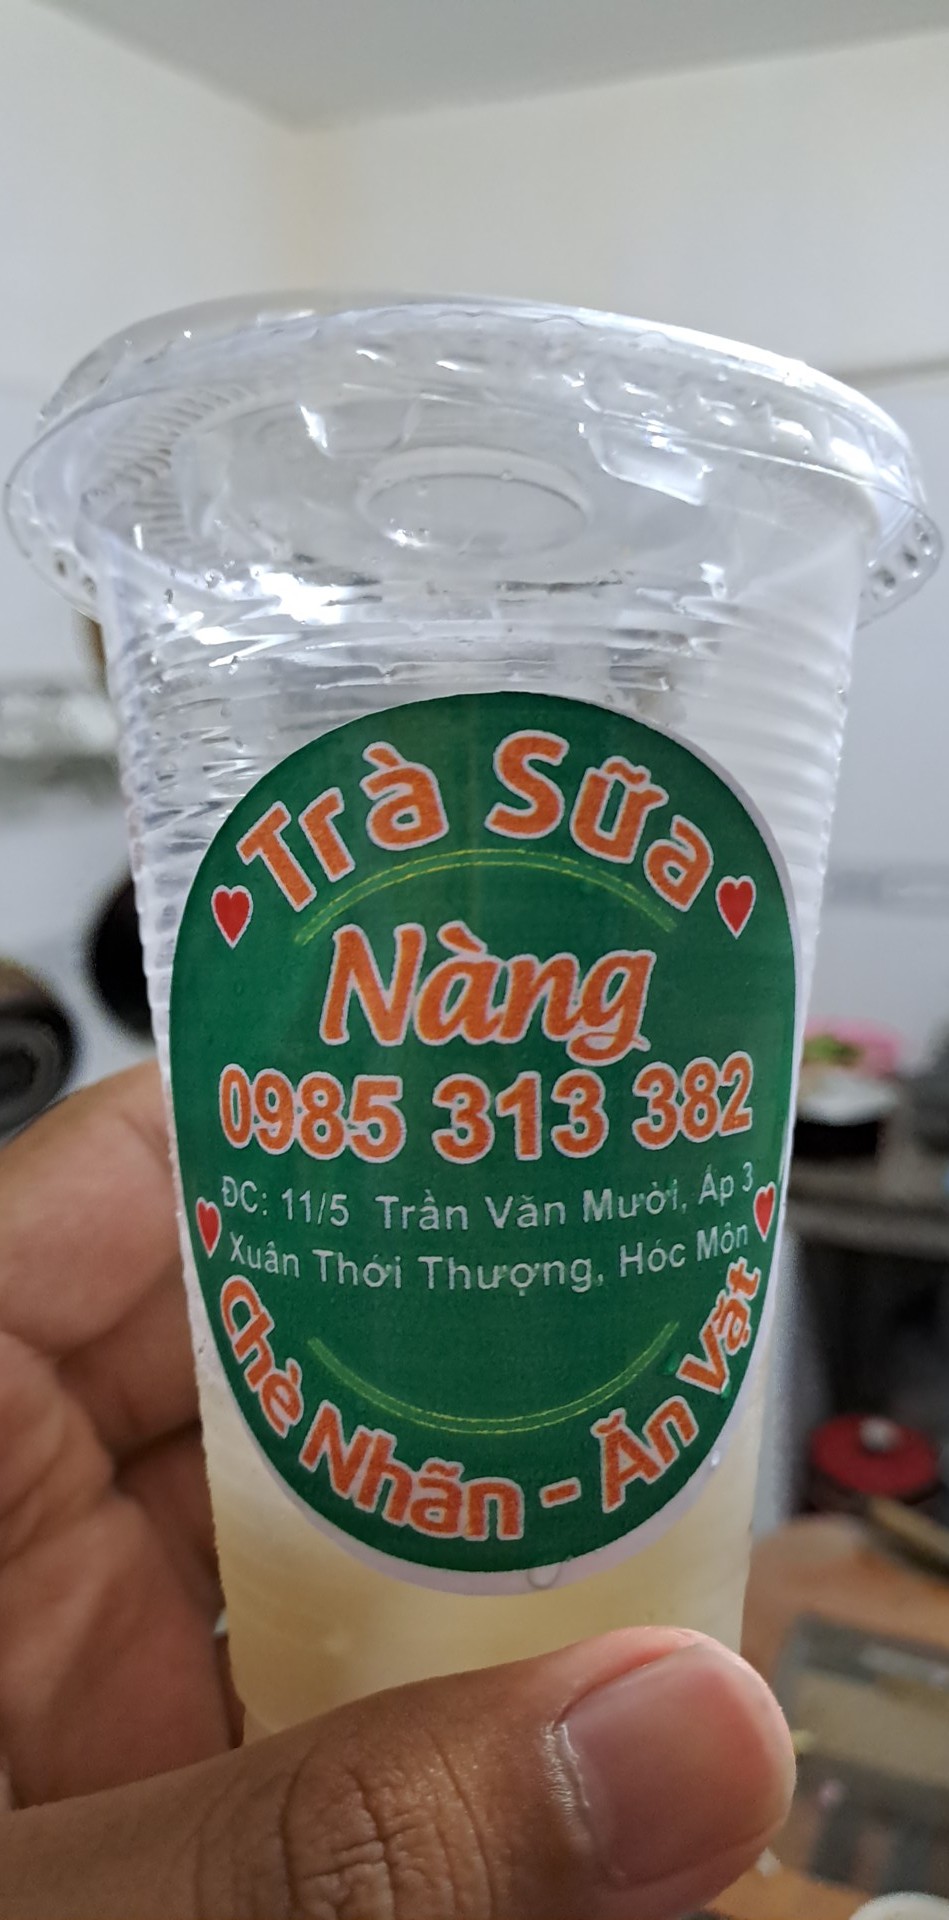 Trà Sữa
Nàng
0985 313 382
ĐC: 11/5 Trần Văn Mười, Áp 3
Xuân Thới Thượng, Hóc Môn
Chè Nhãn - Ăn Vặt